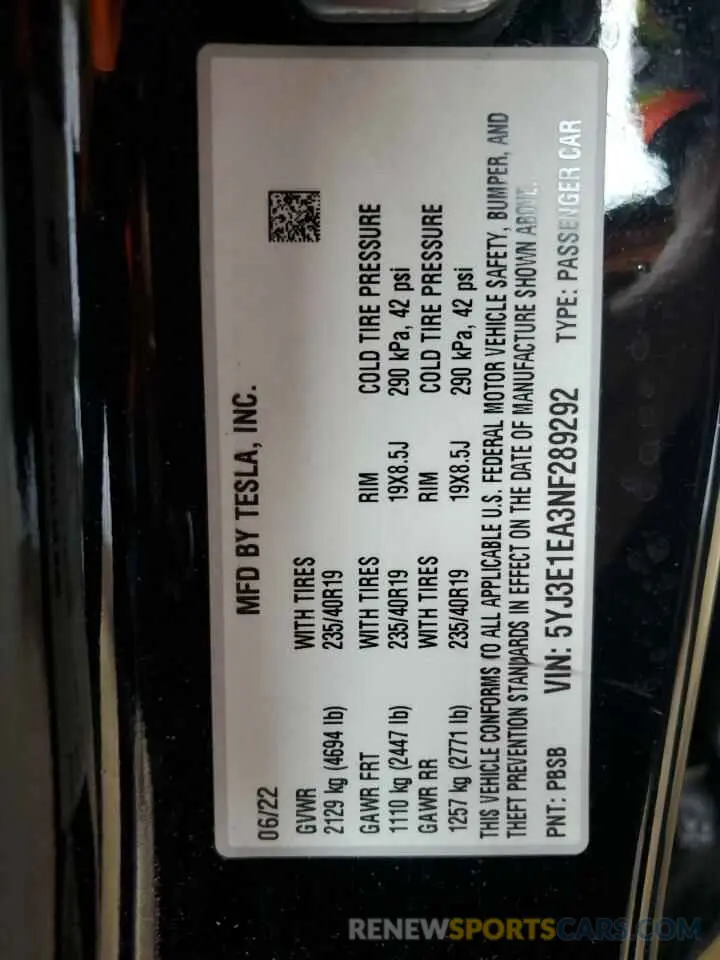 MFD BY TESLA, INC.
06/22
GVWR WITH TIRES
2129 kg (4694 lb) 235/40R19
GAWR FRT WITH TIRES RIM COLD TIRE PRESSURE
1110 kg (2447 lb) 235/40R19 19X8.5J 290 kPa, 42 psi
GAWR RR WITH TIRES RIM COLD TIRE PRESSURE
1257 kg (2771 lb) 235/40R19 19X8.5J 290 kPa, 42 psi
THIS VEHICLE CONFORMS TO ALL APPLICABLE U.S. FEDERAL MOTOR VEHICLE SAFETY, BUMPER, AND
THEFT PREVENTION STANDARDS IN EFFECT ON THE DATE OF MANUFACTURE SHOWN ABOVE.
PNT: PBSB VIN: 5YJ3E1EA3NF289292 TYPE: PASSENGER CAR
RENEWSPORTSCARS.COM